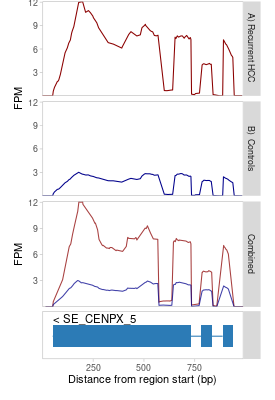 12
9
6
3
FPM
A) Recurrent HCC
12
9
6
3
FPM
B): Controls
12
9
6
3
FPM
Combined
< SE_CENPX_5
250 500 750
Distance from region start (bp)